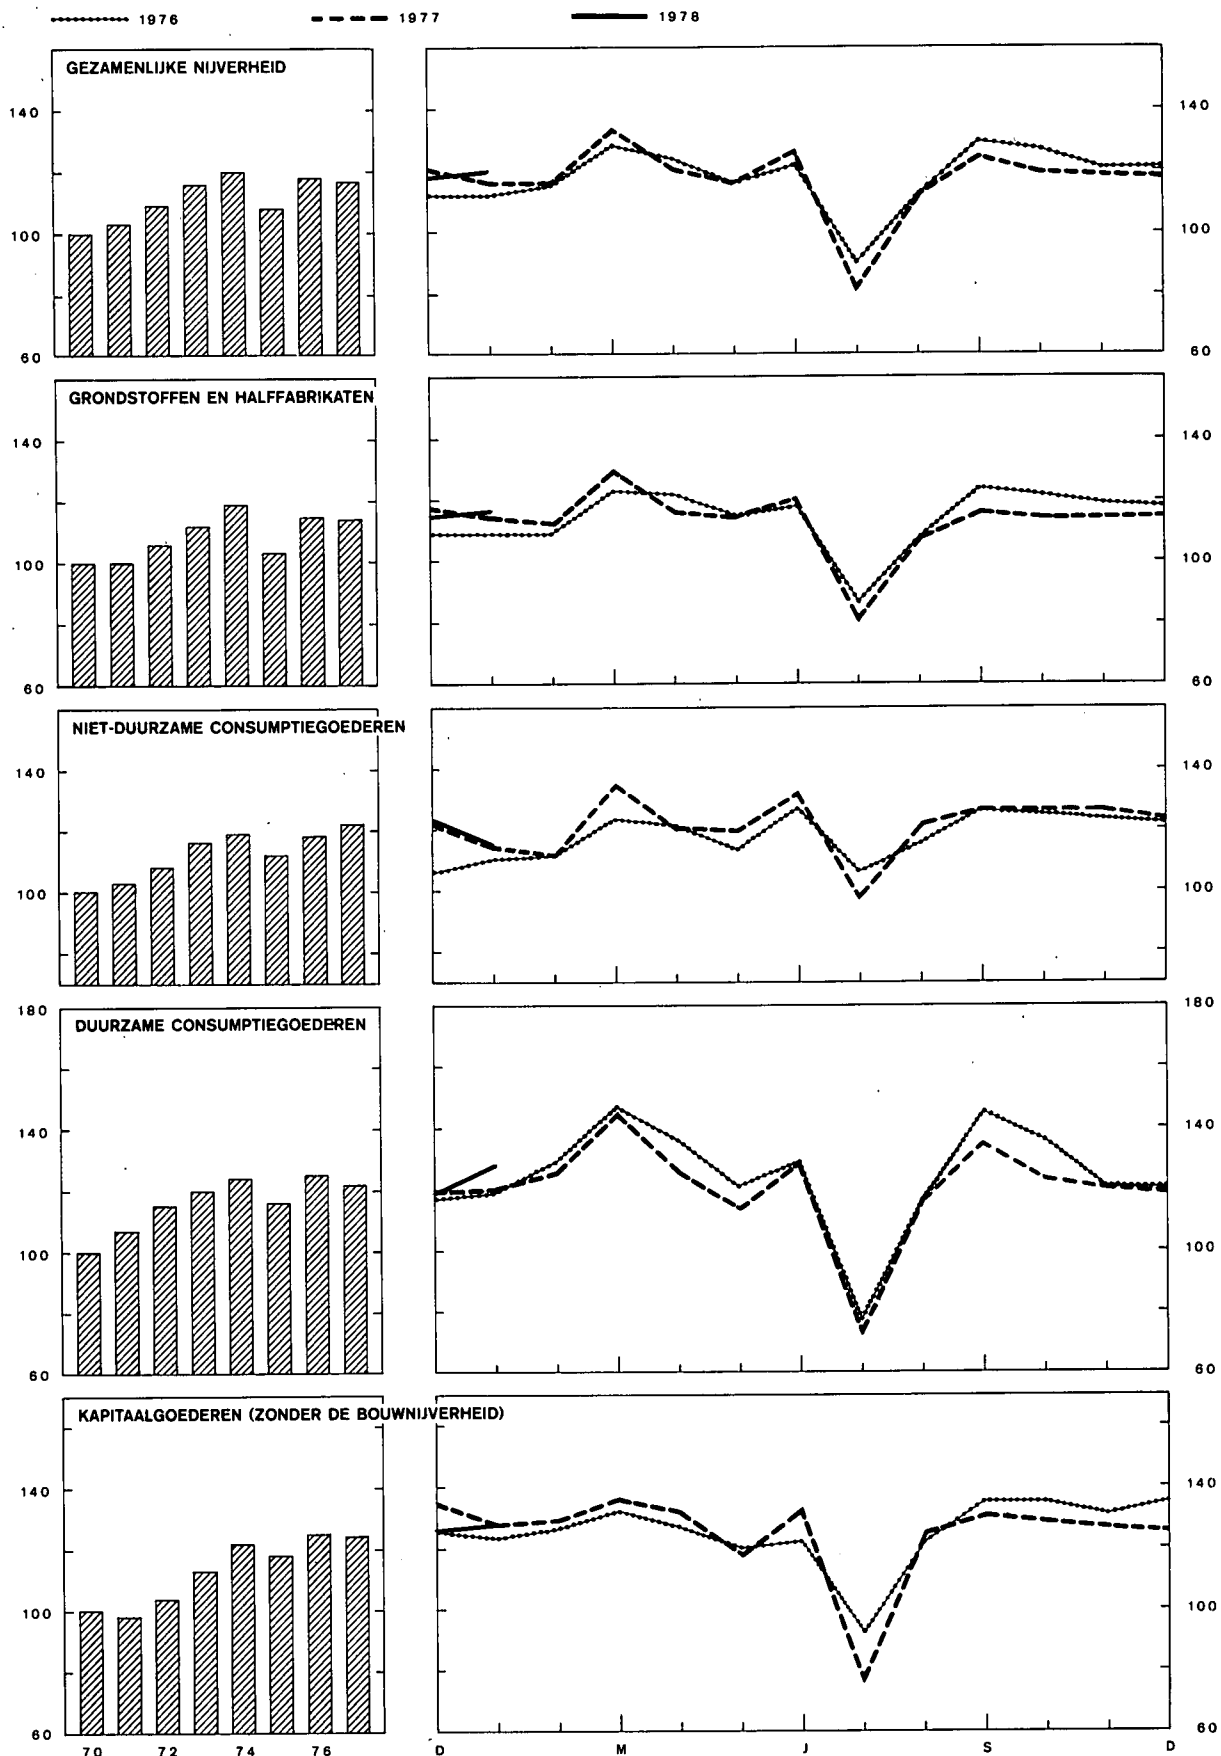 1976 1977 1978
GEZAMENLIJKE NIJVERHEID
140 140
100 100
60 60
GRONDSTOFFEN EN HALFFABRIKATEN
140 140
100 100
60 60
NIET-DUURZAME CONSUMPTIEGOEDEREN
140 140
100 100
180 180
DUURZAME CONSUMPTIEGOEDEREN
140 140
100 100
60 60
KAPITAALGOEDEREN (ZONDER DE BOUWNIJVERHEID)
140 140
100 100
60 60
70 72 74 76 D M J S D